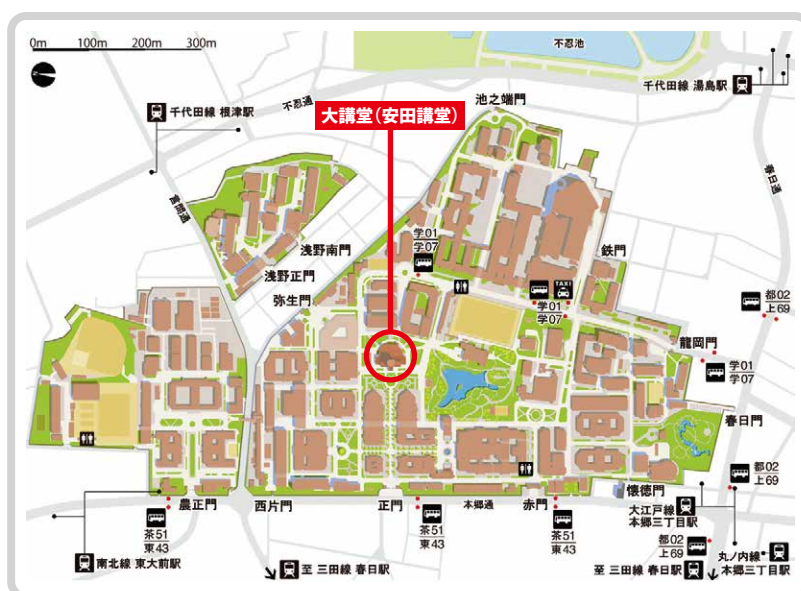 0m 100m 200m 300m
不忍池
千代田線 湯島駅
千代田線 根津駅
不忍通
池之端門
大講堂（安田講堂）
春日通
言問通
学01
学07
浅野南門
鉄門
浅野正門
TAXI
弥生門
学01
学07
都02
上69
龍岡門
学01
学07
春日門
都02
上69
懐徳門
農正門
西片門
正門
本郷通
赤門
大江戸線
本郷三丁目駅
茶51
東43
茶51
東43
茶51
東43
都02
上69
丸ノ内線
本郷三丁目駅
南北線 東大前駅
至 三田線 春日駅
至 三田線 春日駅